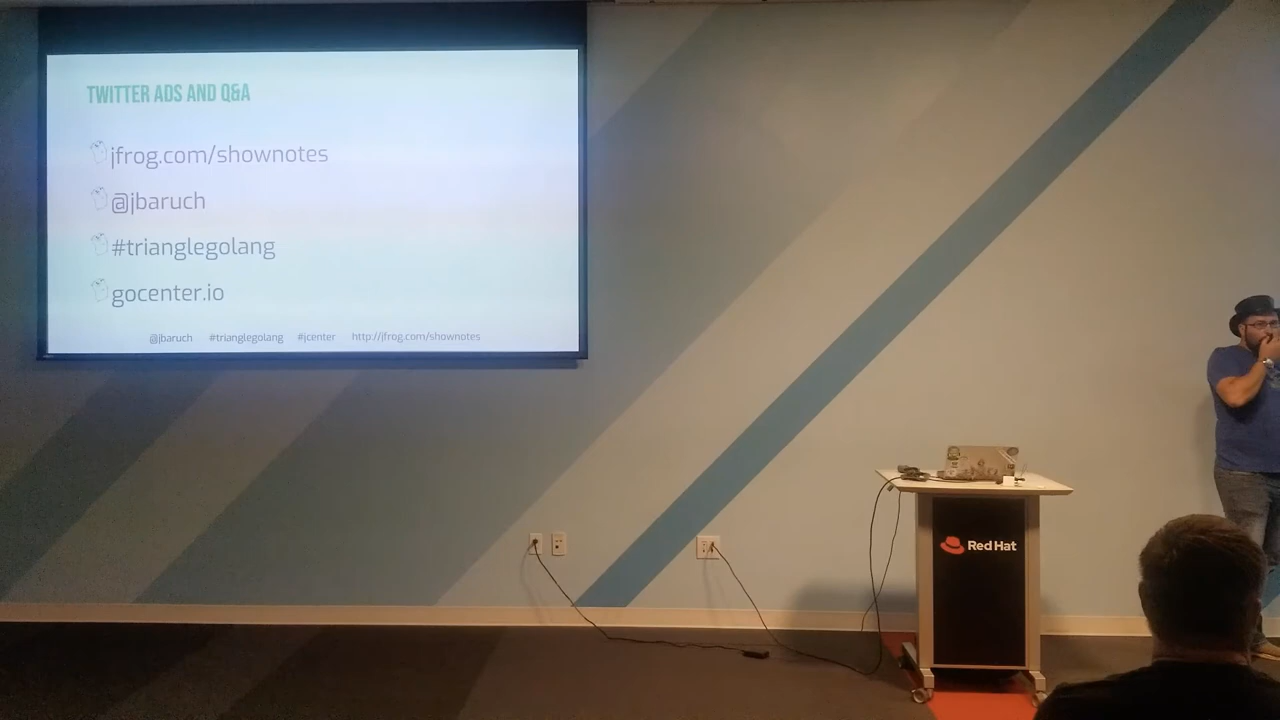 TWITTER ADS AND Q&A
jfrog.com/shownotes
@jbaruch
#trianglegolang
gocenter.io
@jbaruch #trianglegolang #jcenter http://jfrog.com/shownotes
Red Hat